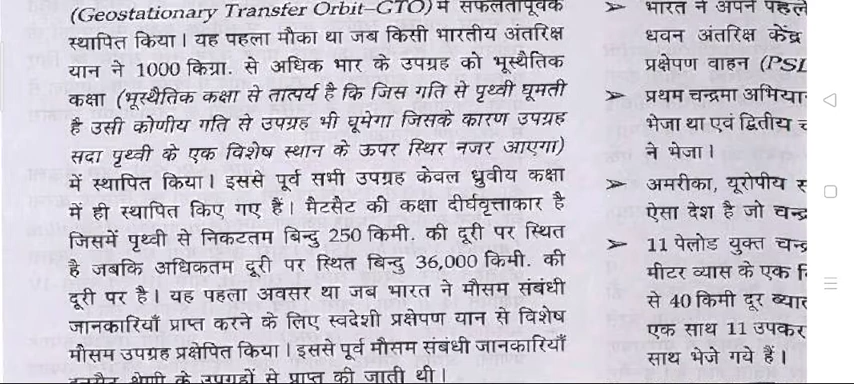 (Geostationary Transfer Orbit–GTO) में सफलतापूर्वक
स्थापित किया। यह पहला मौका था जब किसी भारतीय अंतरिक्ष
यान ने 1000 किग्रा. से अधिक भार के उपग्रह को भूस्थैतिक
कक्षा (भूस्थैतिक कक्षा से तात्पर्य है कि जिस गति से पृथ्वी घूमती
है उसी कोणीय गति से उपग्रह भी घूमेगा जिसके कारण उपग्रह
सदा पृथ्वी के एक विशेष स्थान के ऊपर स्थिर नजर आएगा)
में स्थापित किया। इससे पूर्व सभी उपग्रह केवल ध्रुवीय कक्षा
में ही स्थापित किए गए हैं। मैटसैट की कक्षा दीर्घवृत्ताकार है
जिसमें पृथ्वी से निकटतम बिन्दु 250 किमी. की दूरी पर स्थित
है जबकि अधिकतम दूरी पर स्थित बिन्दु 36,000 किमी. की
दूरी पर है। यह पहला अवसर था जब भारत ने मौसम संबंधी
जानकारियाँ प्राप्त करने के लिए स्वदेशी प्रक्षेपण यान से विशेष
मौसम उपग्रह प्रक्षेपित किया। इससे पूर्व मौसम संबंधी जानकारियाँ
इनसैट श्रेणी के उपग्रहों से प्राप्त की जाती थी।
➢ भारत ने अपने पहले
धवन अंतरिक्ष केंद्र
प्रक्षेपण वाहन (PSL
➢ प्रथम चन्द्रमा अभियान
भेजा था एवं द्वितीय
ने भेजा।
➢ अमरीका, यूरोपीय
ऐसा देश है जो चन्द्र
➢ 11 पेलोड युक्त चन्द्र
मीटर व्यास के एक
से 40 किमी दूर
एक साथ 11 उपकर
साथ भेजे गये हैं।